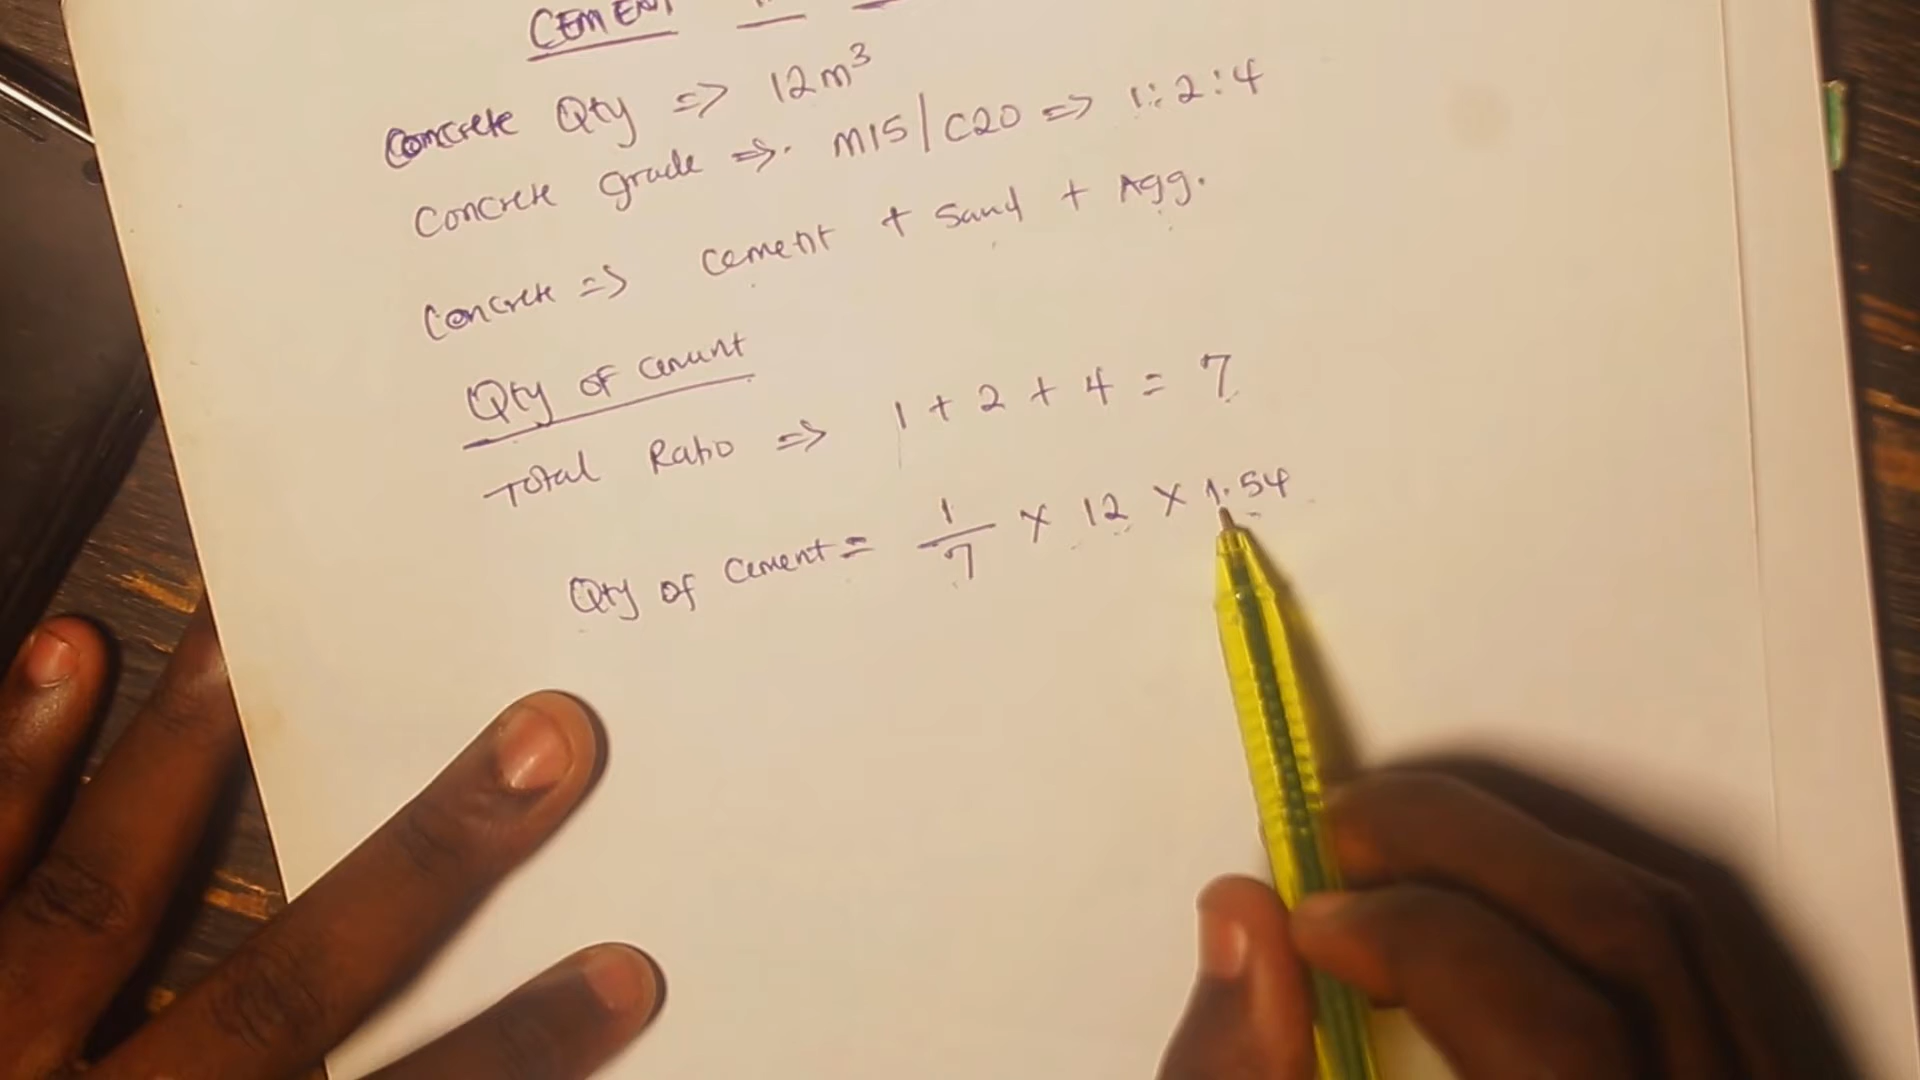 CEMENT
Concrete Qty => 12m³
Concrete grade => M15/C20 => 1:2:4
Concrete => Cement + Sand + Agg.
Qty of Cement
Total Ratio => 1 + 2 + 4 = 7
Qty of Cement = 1/7 x 12 x 1.54